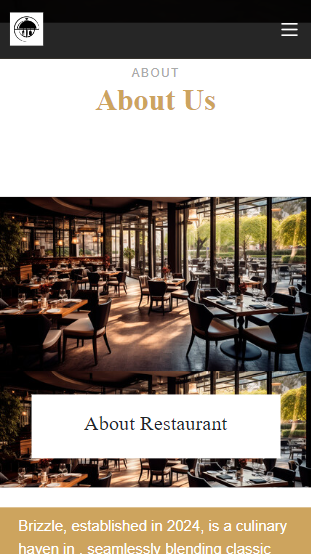 ABOUT
About Us
About Restaurant
Brizzle, established in 2024, is a culinary
haven in , seamlessly blending classic